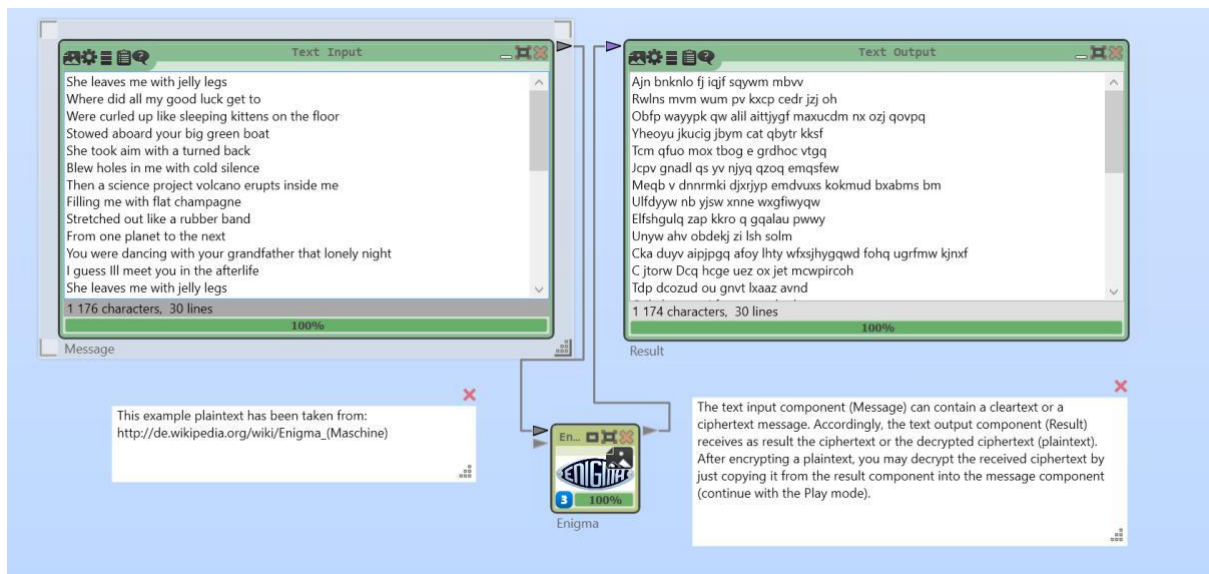 Text Input
She leaves me with jelly legs
Where did all my good luck get to
Were curled up like sleeping kittens on the floor
Stowed aboard your big green boat
She took aim with a turned back
Blew holes in me with cold silence
Then a science project volcano erupts inside me
Filling me with flat champagne
Stretched out like a rubber band
From one planet to the next
You were dancing with your grandfather that lonely night
I guess Ill meet you in the afterlife
She leaves me with jelly legs
1 176 characters, 30 lines
100%
Message
Text Output
Ajn bnknlo fj iqjf sqywm mbvv
Rwlns mvm wum pv kxcp cedr jzj oh
Obfp wayypk qw alil aittjygf maxucdm nx ozj qovpq
Yheoyu jkucig jbym cat qbytr kksf
Tcm qfuo mox tbog e grdhoc vtgq
Jcpv gnadl qs yv njyq qzoq emqsfew
Meqb v dnnrmki djxrjyp emdvuxs kokmud bxabms bm
Ulfdyyw nb yjsw xnne wxgfiwyqw
Elfshgulq zap kkro q gqalau pwwy
Unyw ahv obdekj zi lsh solm
Cka duyv aipjpgq afoy lhty wfxsjhygqwd fohq ugrfmw kjnxf
C jtorw Dcq hcge uez ox jet mcwpircoh
Tdp dcozud ou gnvt lxaaz avnd
1 174 characters, 30 lines
100%
Result
This example plaintext has been taken from:
http://de.wikipedia.org/wiki/Enigma_(Maschine)
En...
ENIGMA
3 100%
Enigma
The text input component (Message) can contain a cleartext or a
ciphertext message. Accordingly, the text output component (Result)
receives as result the ciphertext or the decrypted ciphertext (plaintext).
After encrypting a plaintext, you may decrypt the received ciphertext by
just copying it from the result component into the message component
(continue with the Play mode).